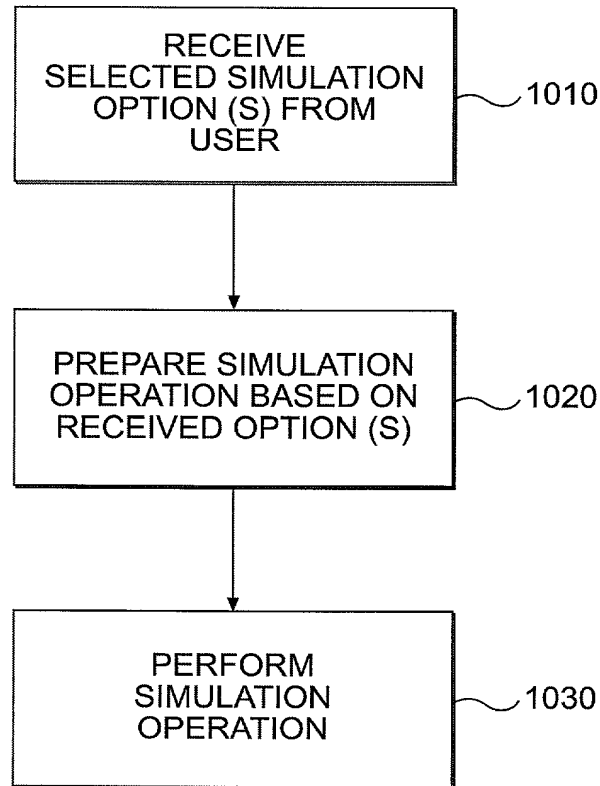 RECEIVE
SELECTED SIMULATION
OPTION (S) FROM
USER
1010
PREPARE SIMULATION
OPERATION BASED ON
RECEIVED OPTION (S)
1020
PERFORM
SIMULATION
OPERATION
1030